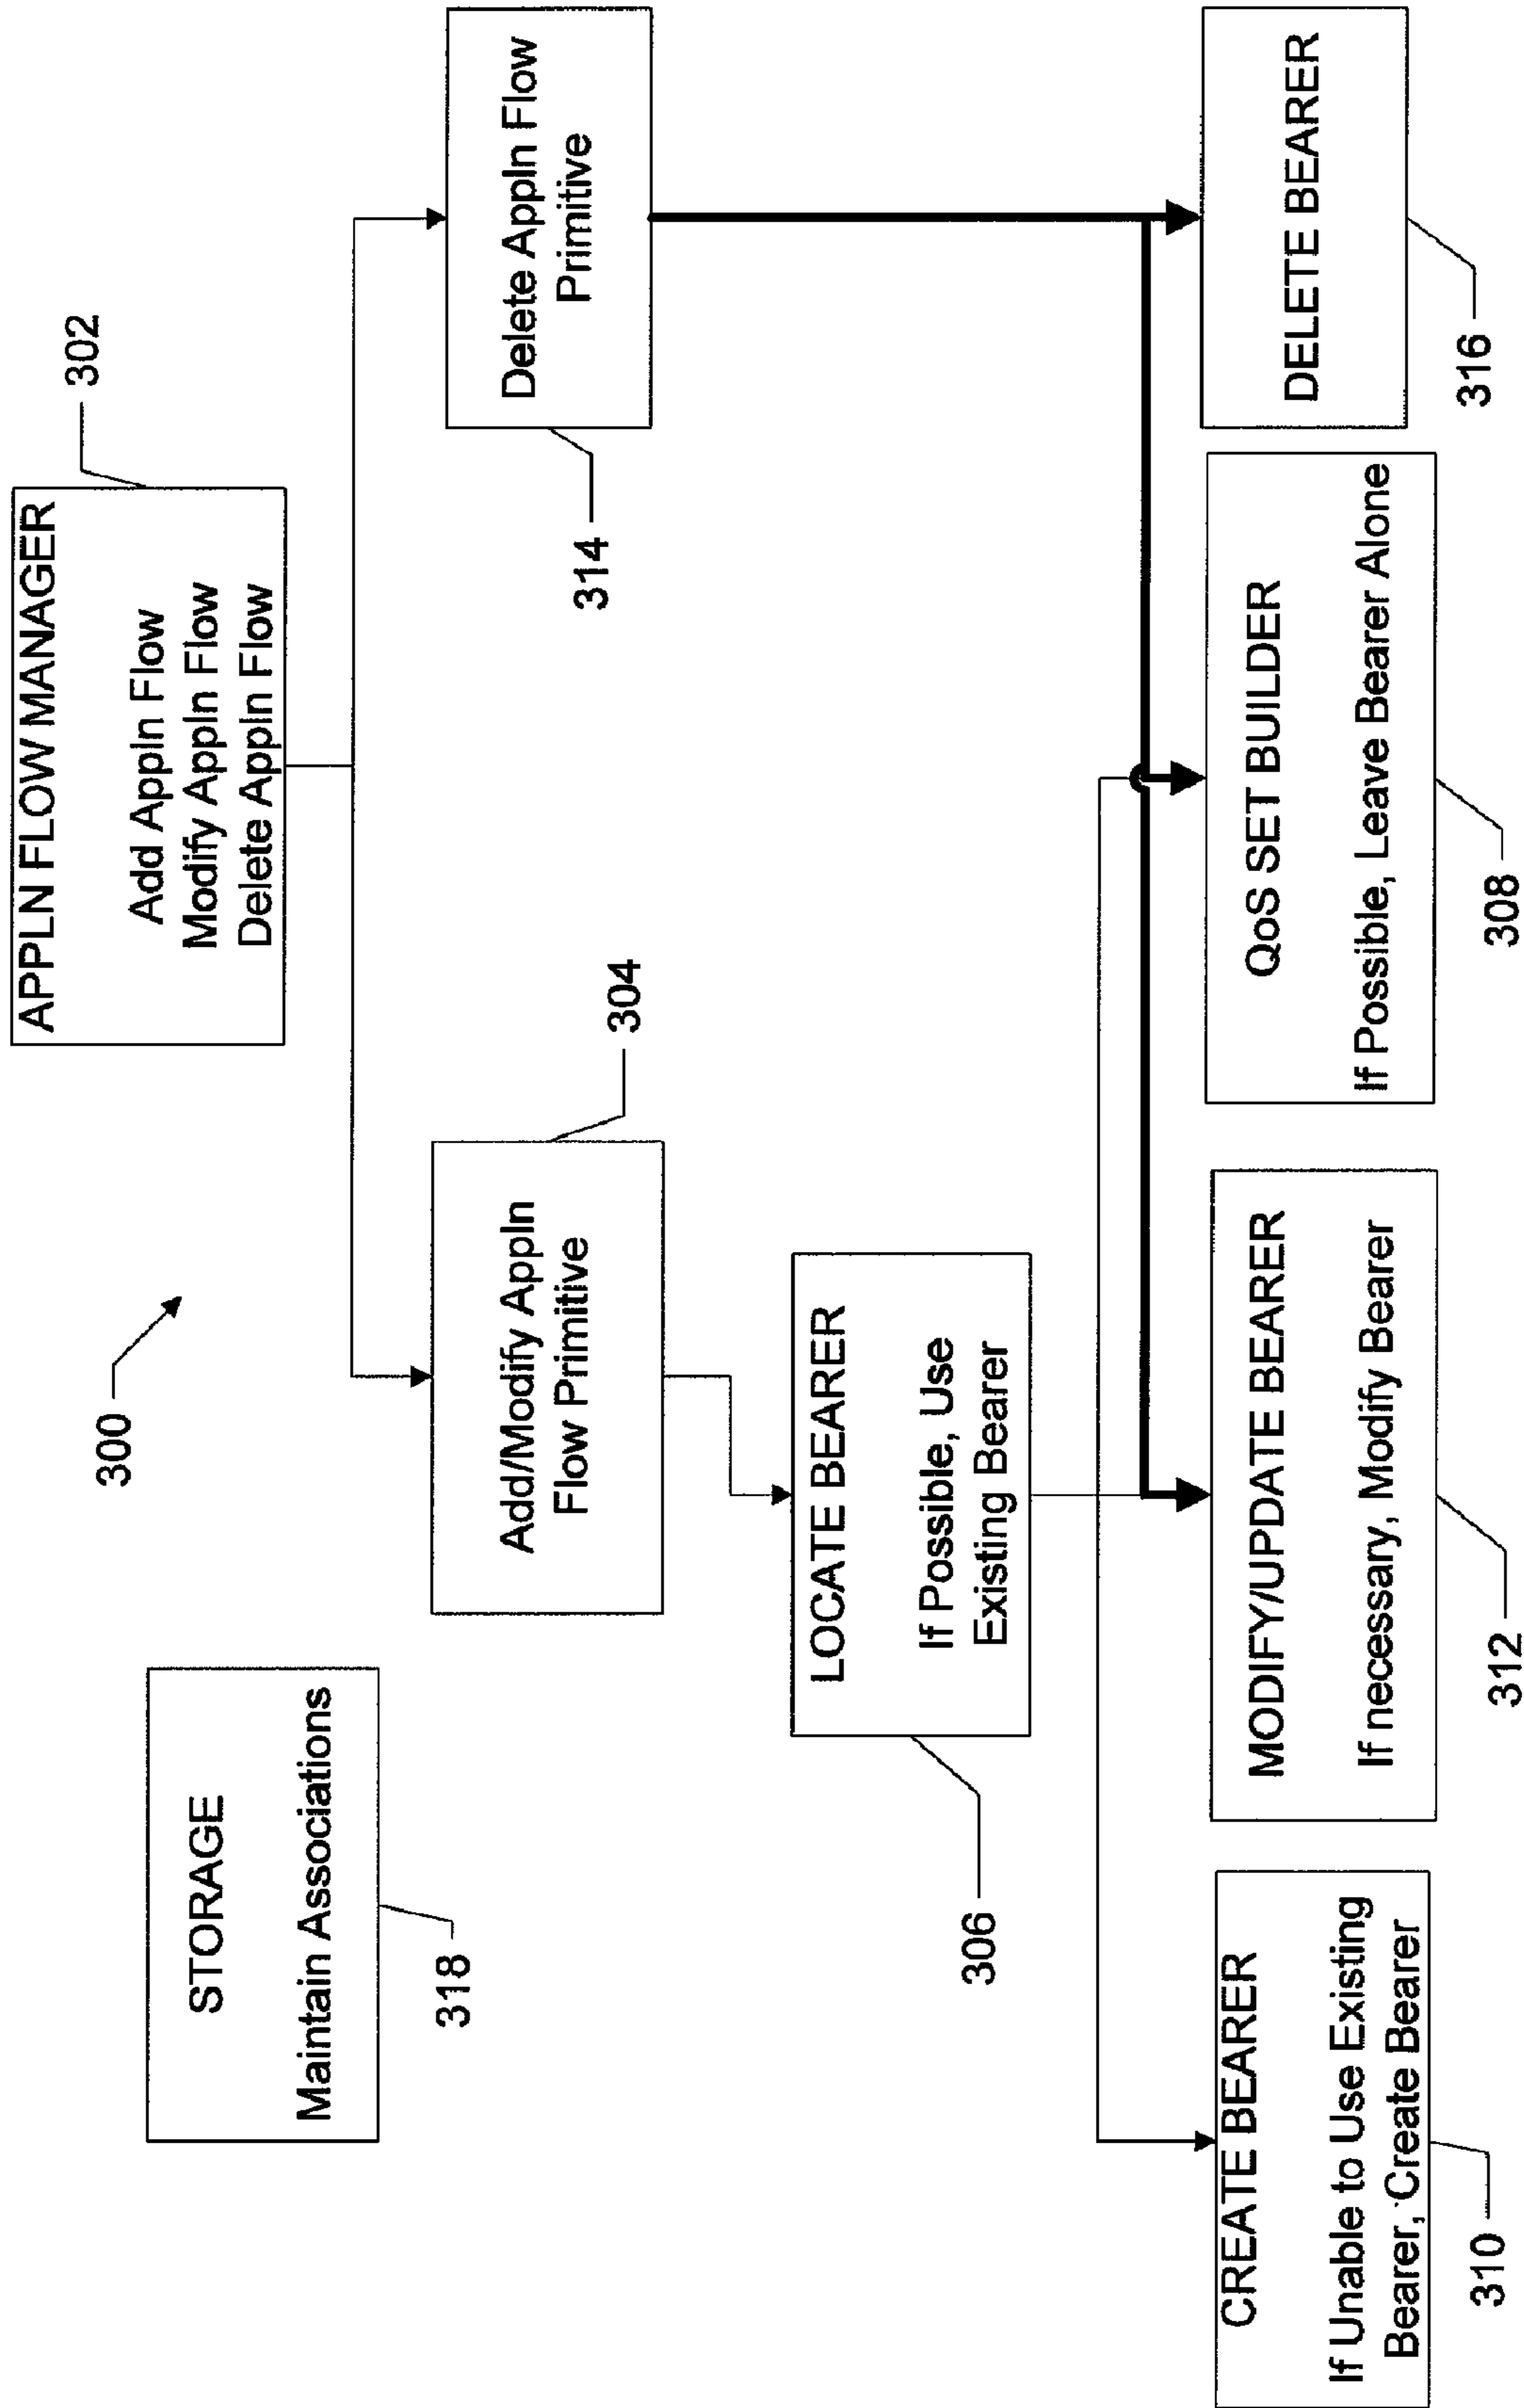 300
APPLN FLOW MANAGER
Add Appln Flow
Modify Appln Flow
Delete Appln Flow
302
STORAGE
Maintain Associations
318
Add/Modify Appln
Flow Primitive
304
Delete Appln Flow
Primitive
314
LOCATE BEARER
If Possible, Use
Existing Bearer
306
CREATE BEARER
If Unable to Use Existing
Bearer, Create Bearer
310
MODIFY/UPDATE BEARER
If necessary, Modify Bearer
312
QoS SET BUILDER
If Possible, Leave Bearer Alone
308
DELETE BEARER
316